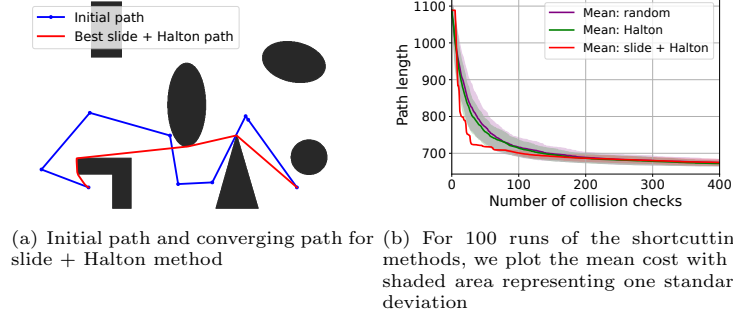 Initial path
Best slide + Halton path
1100
1000
900
800
700
Path length
Mean: random
Mean: Halton
Mean: slide + Halton
0
100
200
300
400
Number of collision checks
(a) Initial path and converging path for
slide + Halton method
(b) For 100 runs of the shortcuttin
methods, we plot the mean cost with
shaded area representing one standar
deviation